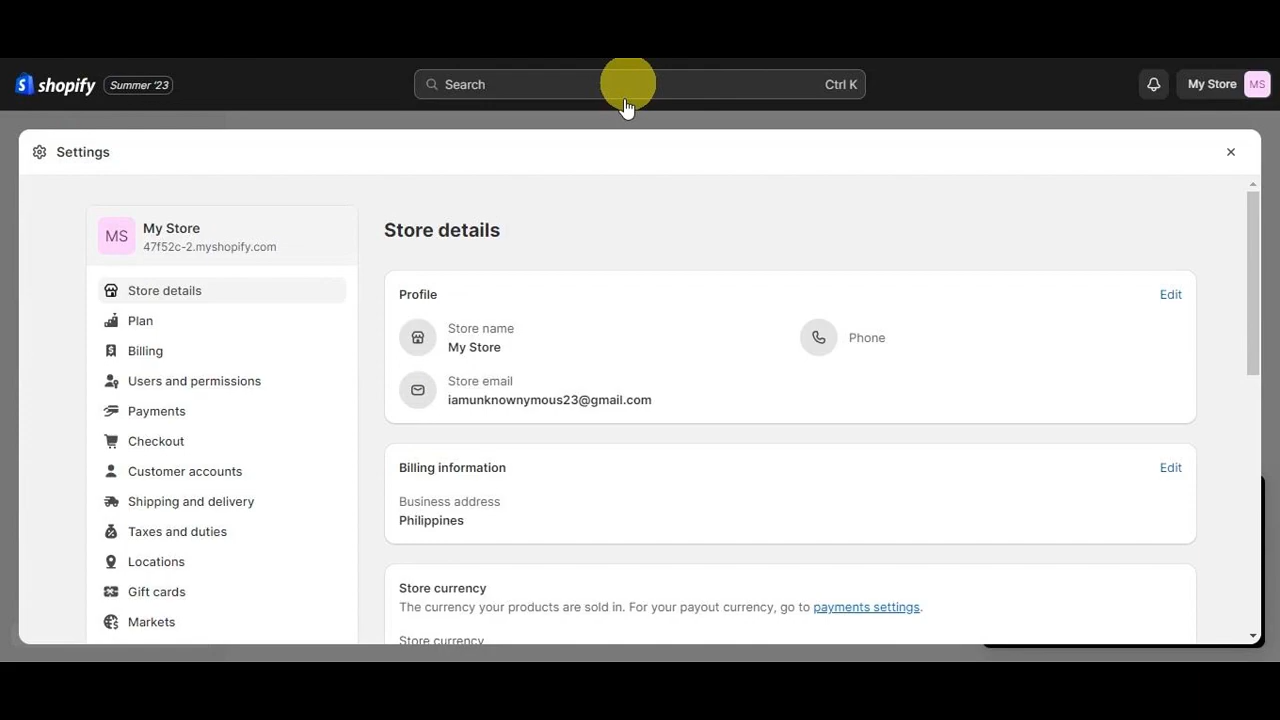 shopify Summer '23 Search Ctrl K My Store MS
Settings
MS My Store
47f52c-2.myshopify.com
Store details
Plan
Billing
Users and permissions
Payments
Checkout
Customer accounts
Shipping and delivery
Taxes and duties
Locations
Gift cards
Markets
Store details
Profile Edit
Store name
My Store
Phone
Store email
iamunknownymous23@gmail.com
Billing information Edit
Business address
Philippines
Store currency
The currency your products are sold in. For your payout currency, go to payments settings.
Store currency